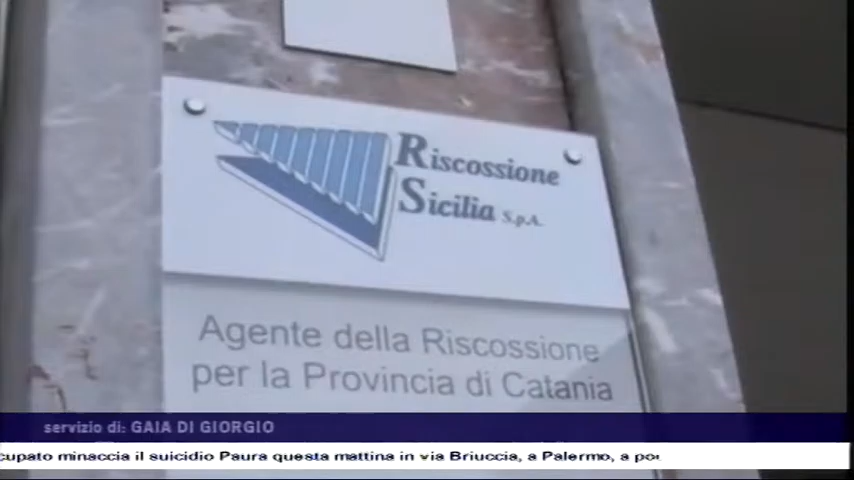 Riscossione
Sicilia S.p.A.
Agente della Riscossione
per la Provincia di Catania
servizio di: GAIA DI GIORGIO
minaccia il suicidio Paura questa mattina in via Briuccia, a Palermo, a